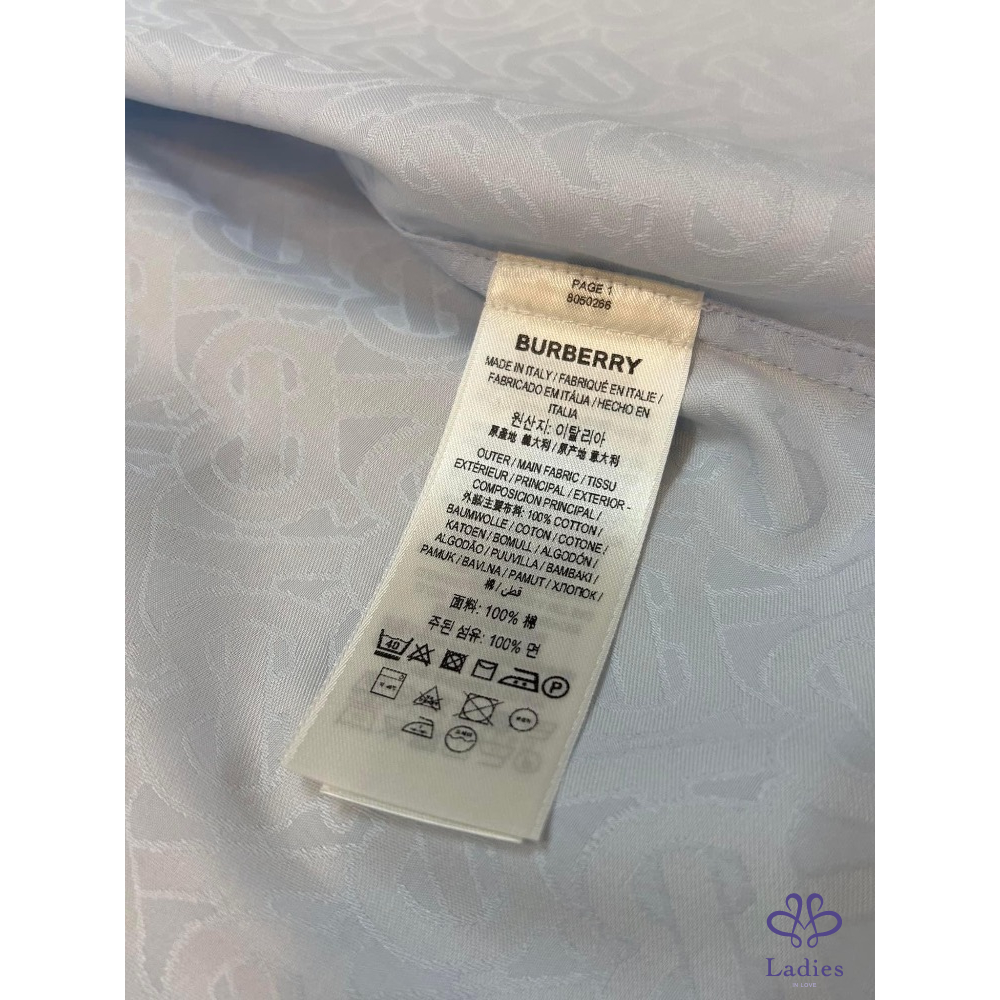 PAGE 1
8050266
BURBERRY
MADE IN ITALY / FABRIQUÉ EN ITALIE /
FABRICADO EM ITÁLIA / HECHO EN
ITALIA
원산지: 이탈리아
原產地 義大利 / 原产地 意大利
OUTER / MAIN FABRIC / TISSU
EXTÉRIEUR / PRINCIPAL / EXTERIOR -
COMPOSICION PRINCIPAL /
外部/主要布料: 100% COTTON /
BAUMWOLLE / COTON / COTONE /
KATOEN / BOMULL / ALGODÓN /
ALGODÃO / PUUVILLA / BAMBAKI /
PAMUK / BAVLNA / PAMUT / ХЛОПОК /
棉 / قطن
面料: 100% 棉
주된 섬유: 100% 면
40
P
Ladies
IN LOVE